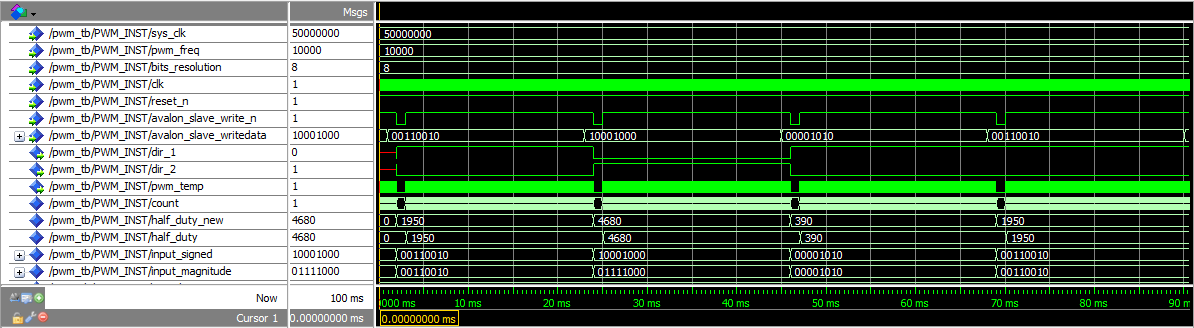 Msgs
/pwm_tb/PWM_INST/sys_clk 50000000 50000000
/pwm_tb/PWM_INST/pwm_freq 10000 10000
/pwm_tb/PWM_INST/bits_resolution 8 8
/pwm_tb/PWM_INST/clk 1
/pwm_tb/PWM_INST/reset_n 1
/pwm_tb/PWM_INST/avalon_slave_write_n 1
/pwm_tb/PWM_INST/avalon_slave_writedata 10001000 00110010 10001000 00001010 00110010
/pwm_tb/PWM_INST/dir_1 0
/pwm_tb/PWM_INST/dir_2 1
/pwm_tb/PWM_INST/pwm_temp 1
/pwm_tb/PWM_INST/count 1
/pwm_tb/PWM_INST/half_duty_new 4680 0 1950 4680 390 1950
/pwm_tb/PWM_INST/half_duty 4680 0 1950 4680 390 1950
/pwm_tb/PWM_INST/input_signed 10001000 00110010 10001000 00001010 00110010
/pwm_tb/PWM_INST/input_magnitude 01111000 00110010 01111000 00001010 00110010
Now 100 ms 000 ms 10 ms 20 ms 30 ms 40 ms 50 ms 60 ms 70 ms 80 ms 90 m
Cursor 1 0.00000000 ms 0.00000000 ms